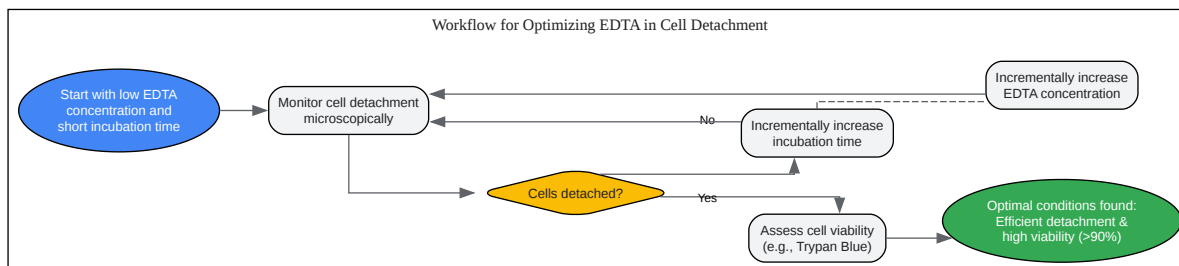 Workflow for Optimizing EDTA in Cell Detachment
Start with low EDTA
concentration and
short incubation time
Monitor cell detachment
microscopically
Incrementally increase
EDTA concentration
No
Incrementally increase
incubation time
Cells detached?
Yes
Assess cell viability
(e.g., Trypan Blue)
Optimal conditions found:
Efficient detachment &
high viability (>90%)